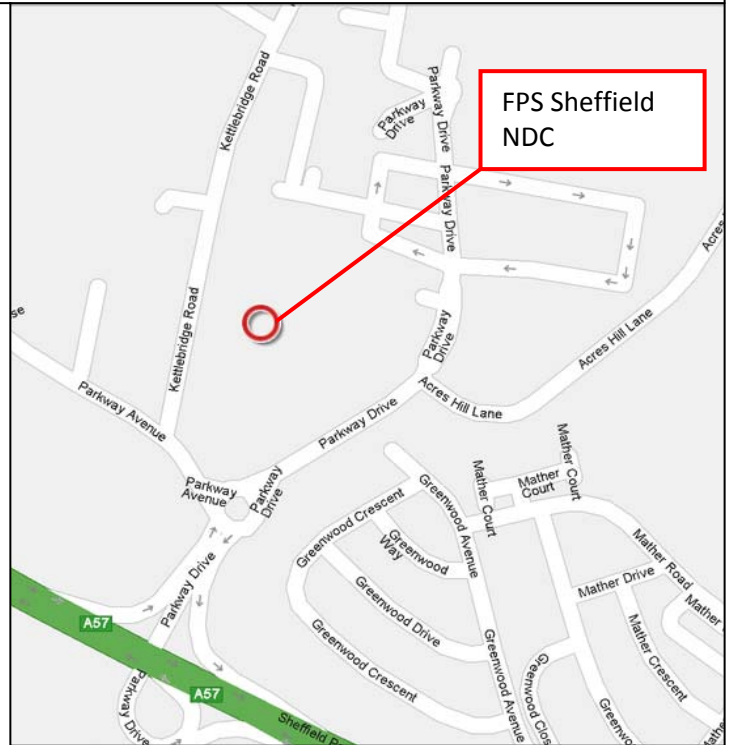 FPS Sheffield
NDC
Kettlebridge Road
Parkway
Drive
Parkway Drive
Parkway Drive
Acres
Parkway
Drive
Acres Hill Lane
Kettlebridge Road
Acres Hill Lane
Parkway Avenue
Parkway Drive
Parkway
Avenue
Parkway
Drive
Mather
Court
Mather Court
Mather Court
Greenwood Crescent
Greenwood Avenue
Greenwood
Way
Mather Road
Mather Drive
Parkway Drive
Greenwood Drive
Mather
Mather Crescent
A57
Greenwood Crescent
Greenwood Avenue
Greenwood Clos
A57
Parkway Drive
Sheffield